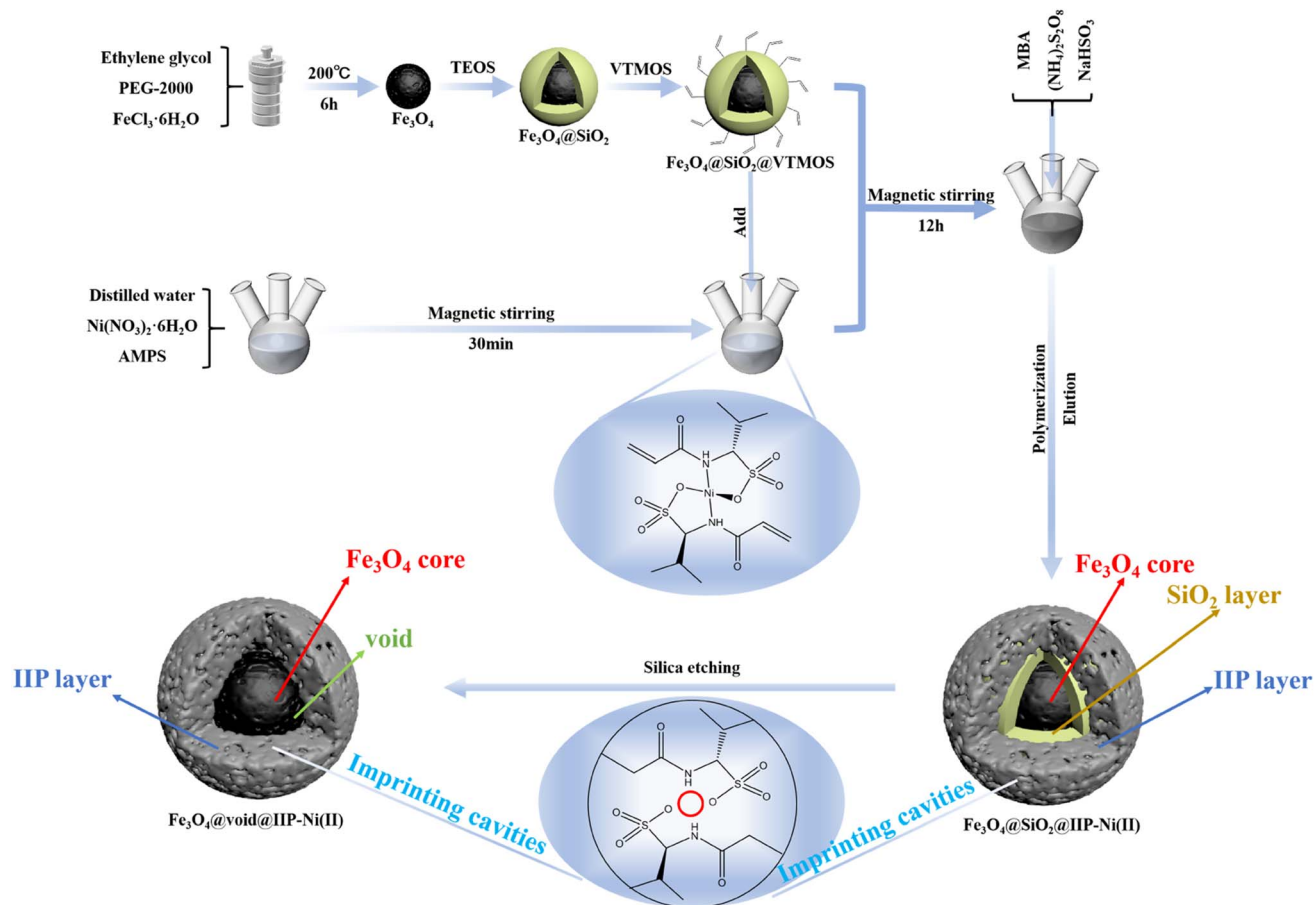 Ethylene glycol
PEG-2000
FeCl₃·6H₂O
200℃
6h
Fe₃O₄
TEOS
Fe₃O₄@SiO₂
VTMOS
Fe₃O₄@SiO₂@VTMOS
MBA
(NH₄)₂S₂O₈
NaHSO₃
Add
Magnetic stirring
12h
Distilled water
Ni(NO₃)₂·6H₂O
AMPS
Magnetic stirring
30min
Polymerization
Elution
O
H
N
O
S
O
O
Ni
O
O
S
O
NH
O
Fe₃O₄ core
void
IIP layer
Fe₃O₄@void@IIP-Ni(II)
Silica etching
Fe₃O₄ core
SiO₂ layer
IIP layer
Fe₃O₄@SiO₂@IIP-Ni(II)
Imprinting cavities
Imprinting cavities
O
N
H
O
S
O
O
O
O
S
O
H
N
O